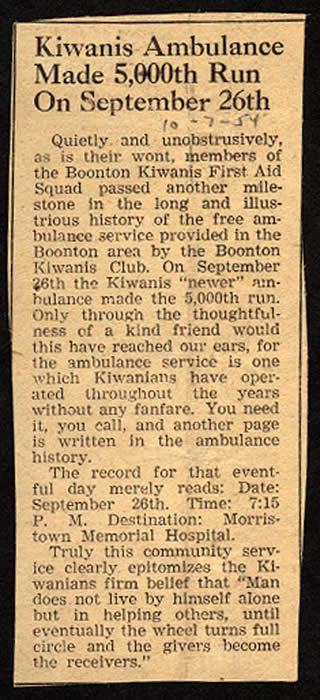 Kiwanis Ambulance
Made 5,000th Run
On September 26th
10-7-54
Quietly and unobstrusively,
as is their wont, members of
the Boonton Kiwanis First Aid
Squad passed another mile-
stone in the long and illus-
trious history of the free am-
bulance service provided in the
Boonton area by the Boonton
Kiwanis Club. On September
26th the Kiwanis "newer" am-
bulance made the 5,000th run.
Only through the thoughtful-
ness of a kind friend would
this have reached our ears, for
the ambulance service is one
which Kiwanians have oper-
ated throughout the years
without any fanfare. You need
it, you call, and another page
is written in the ambulance
history.
The record for that event-
ful day merely reads: Date:
September 26th. Time: 7:15
P. M. Destination: Morris-
town Memorial Hospital.
Truly this community serv-
ice clearly epitomizes the Ki-
wanians firm belief that "Man
does not live by himself alone
but in helping others, until
eventually the wheel turns full
circle and the givers become
the receivers."